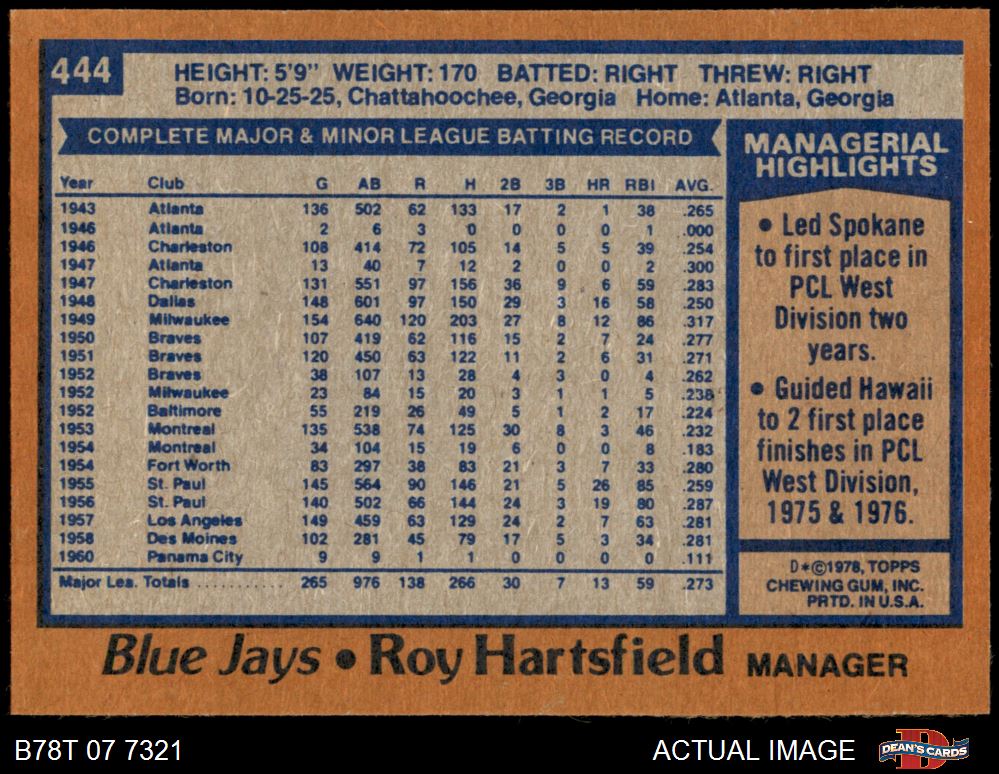 444
HEIGHT: 5'9" WEIGHT: 170 BATTED: RIGHT THREW: RIGHT
Born: 10-25-25, Chattahoochee, Georgia Home: Atlanta, Georgia
COMPLETE MAJOR & MINOR LEAGUE BATTING RECORD
Year Club G AB R H 2B 3B HR RBI AVG.
1943 Atlanta 136 502 62 133 17 2 1 38 .265
1946 Atlanta 2 6 3 0 0 0 0 1 .000
1946 Charleston 108 414 72 105 14 5 5 39 .254
1947 Atlanta 13 40 7 12 2 0 0 2 .300
1947 Charleston 131 551 97 156 36 9 6 59 .283
1948 Dallas 148 601 97 150 29 3 16 58 .250
1949 Milwaukee 154 640 120 203 27 8 12 86 .317
1950 Braves 107 419 62 116 15 2 7 24 .277
1951 Braves 120 450 63 122 11 2 6 31 .271
1952 Braves 38 107 13 28 4 3 0 4 .262
1952 Milwaukee 23 84 15 20 3 1 1 5 .238
1952 Baltimore 55 219 26 49 5 1 2 17 .224
1953 Montreal 135 538 74 125 30 8 3 46 .232
1954 Montreal 34 104 15 19 6 0 0 8 .183
1954 Fort Worth 83 297 38 83 21 3 7 33 .280
1955 St. Paul 145 564 90 146 21 5 26 85 .259
1956 St. Paul 140 502 66 144 24 3 19 80 .287
1957 Los Angeles 149 459 63 129 24 2 7 63 .281
1958 Des Moines 102 281 45 79 17 5 3 34 .281
1960 Panama City 9 9 1 1 0 0 0 0 .111
Major Lea. Totals .......... 265 976 138 266 30 7 13 59 .273
MANAGERIAL
HIGHLIGHTS
• Led Spokane
to first place in
PCL West
Division two
years.
• Guided Hawaii
to 2 first place
finishes in PCL
West Division,
1975 & 1976.
D*©1978, TOPPS
CHEWING GUM, INC.
PRTD. IN U.S.A.
Blue Jays • Roy Hartsfield MANAGER
B78T 07 7321
ACTUAL IMAGE
DEAN'S CARDS